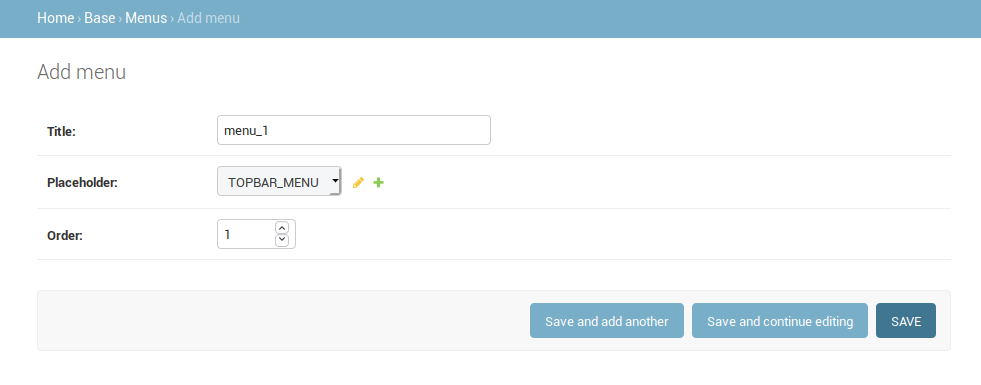 Home › Base › Menus › Add menu
Add menu
Title: menu_1
Placeholder: TOPBAR_MENU
Order: 1
Save and add another Save and continue editing SAVE